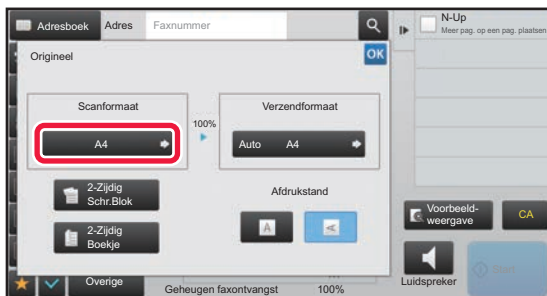 Adresboek
Adres
Faxnummer
N-Up
Meer pag. op een pag. plaatsen
Origineel
OK
Scanformaat
Verzendformaat
100%
A4
Auto A4
2-Zijdig
Schr.Blok
Afdrukstand
2-Zijdig
Boekje
A
A
Voorbeeld-
weergave
CA
Overige
Geheugen faxontvangst 100%
Luidspreker
Start